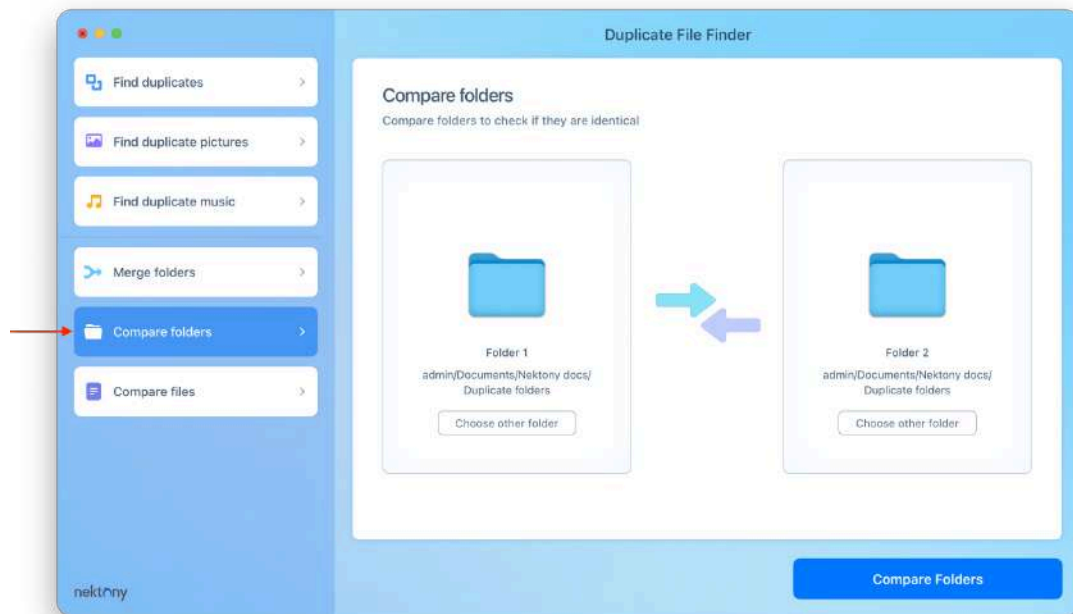 Duplicate File Finder
Find duplicates
Find duplicate pictures
Find duplicate music
Merge folders
Compare folders
Compare files
nektony
Compare folders
Compare folders to check if they are identical
Folder 1
admin/Documents/Nektony docs/
Duplicate folders
Choose other folder
Folder 2
admin/Documents/Nektony docs/
Duplicate folders
Choose other folder
Compare Folders